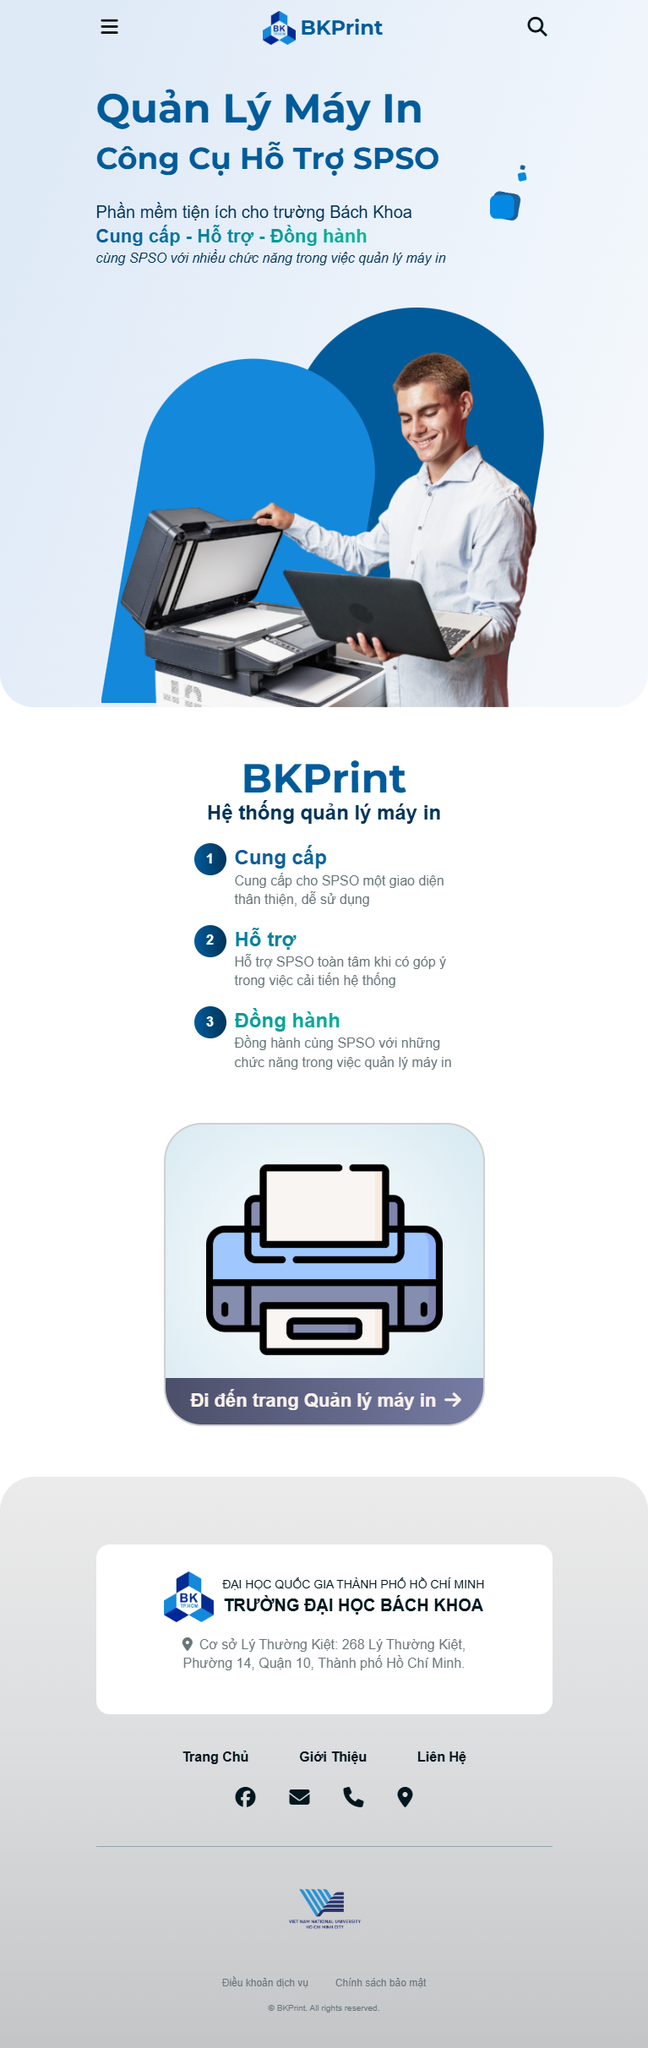 BK
BKPrint
Quản Lý Máy In
Công Cụ Hỗ Trợ SPSO
Phần mềm tiện ích cho trường Bách Khoa
Cung cấp - Hỗ trợ - Đồng hành
cùng SPSO với nhiều chức năng trong việc quản lý máy in
BKPrint
Hệ thống quản lý máy in
1 Cung cấp
Cung cấp cho SPSO một giao diện
thân thiện, dễ sử dụng
2 Hỗ trợ
Hỗ trợ SPSO toàn tâm khi có góp ý
trong việc cải tiến hệ thống
3 Đồng hành
Đồng hành cùng SPSO với những
chức năng trong việc quản lý máy in
Đi đến trang Quản lý máy in →
BK
TP.HCM
ĐẠI HỌC QUỐC GIA THÀNH PHỐ HỒ CHÍ MINH
TRƯỜNG ĐẠI HỌC BÁCH KHOA
Cơ sở Lý Thường Kiệt: 268 Lý Thường Kiệt,
Phường 14, Quận 10, Thành phố Hồ Chí Minh.
Trang Chủ Giới Thiệu Liên Hệ
VIET NAM NATIONAL UNIVERSITY
HO CHI MINH CITY
Điều khoản dịch vụ Chính sách bảo mật
© BKPrint. All rights reserved.